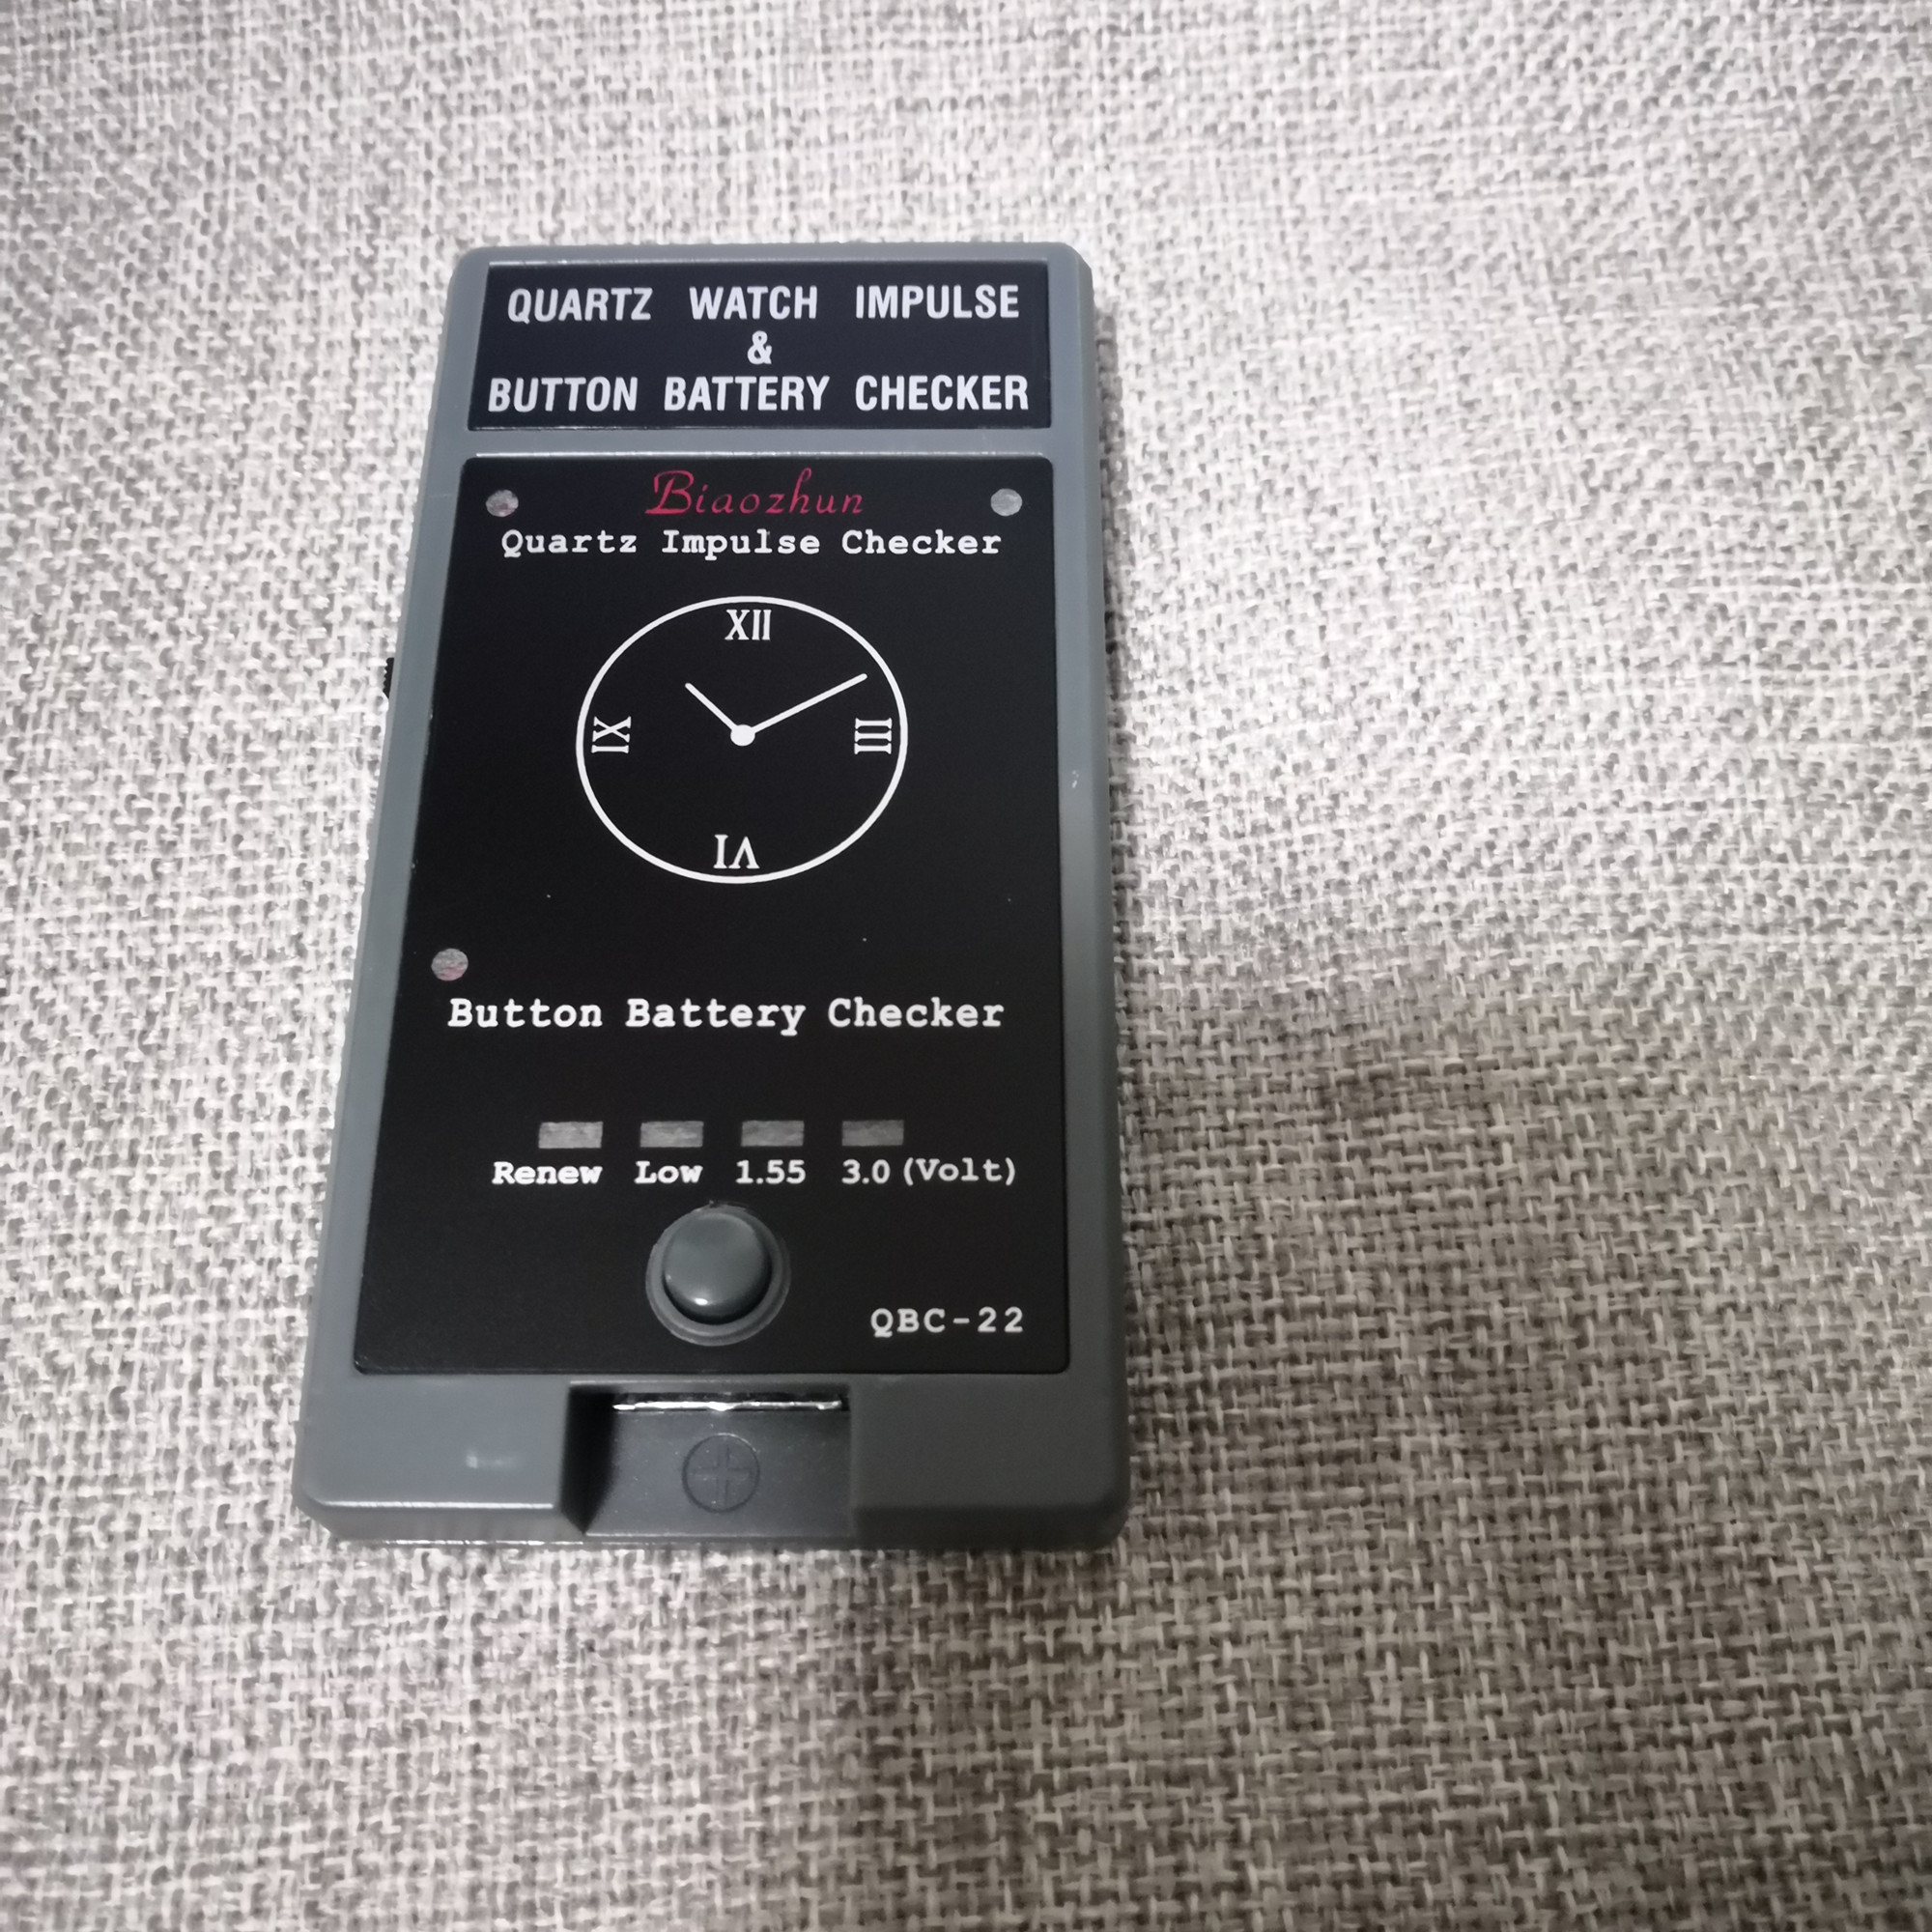 QUARTZ WATCH IMPULSE
&
BUTTON BATTERY CHECKER
Biaozhun
Quartz Impulse Checker
XII
IX III
VI
Button Battery Checker
Renew Low 1.55 3.0 (Volt)
QBC-22
+